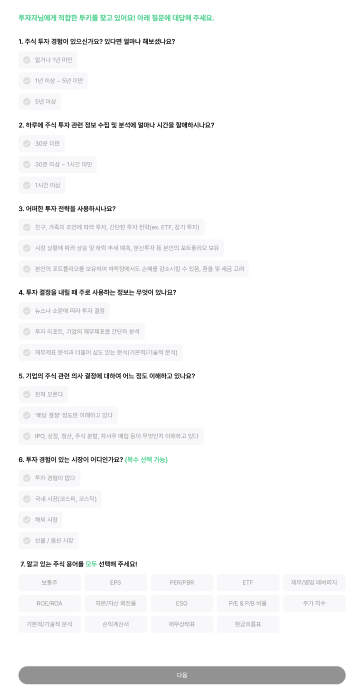 투자자님에게 적합한 투키를 찾고 있어요! 아래 질문에 대답해 주세요.
1. 주식 투자 경험이 있으신가요? 있다면 얼마나 해보셨나요?
없거나 1년 미만
1년 이상 ~ 5년 미만
5년 이상
2. 하루에 주식 투자 관련 정보 수집 및 분석에 얼마나 시간을 할애하시나요?
30분 미만
30분 이상 ~ 1시간 미만
1시간 이상
3. 어떠한 투자 전략을 사용하시나요?
친구, 가족의 조언에 따라 투자, 간단한 투자 전략(ex. ETF, 장기 투자)
시장 상황에 따라 상승 및 하락 추세 예측, 분산투자 등 본인의 포트폴리오 보유
본인의 포트폴리오를 보유하며 하락장에서도 손해를 감소시킬 수 있음, 환율 및 세금 고려
4. 투자 결정을 내릴 때 주로 사용하는 정보는 무엇이 있나요?
뉴스나 소문에 따라 투자 결정
투자 리포트, 기업의 재무제표를 간단히 분석
재무제표 분석과 더불어 심도 있는 분석(기본적/기술적 분석)
5. 기업의 주식 관련 의사 결정에 대하여 어느 정도 이해하고 있나요?
전혀 모른다
'배당 결정' 정도만 이해하고 있다
IPO, 상장, 청산, 주식 분할, 자사주 매입 등이 무엇인지 이해하고 있다
6. 투자 경험이 있는 시장이 어디인가요? (복수 선택 가능)
투자 경험이 없다
국내 시장(코스피, 코스닥)
해외 시장
선물 / 옵션 시장
7. 알고 있는 주식 용어를 모두 선택해 주세요!
보통주 EPS PER/PBR ETF 재무/영업 레버리지
ROE/ROA 자본/자산 회전율 ESG P/E & P/B 비율 주가 지수
기본적/기술적 분석 손익계산서 재무상태표 현금흐름표
다음